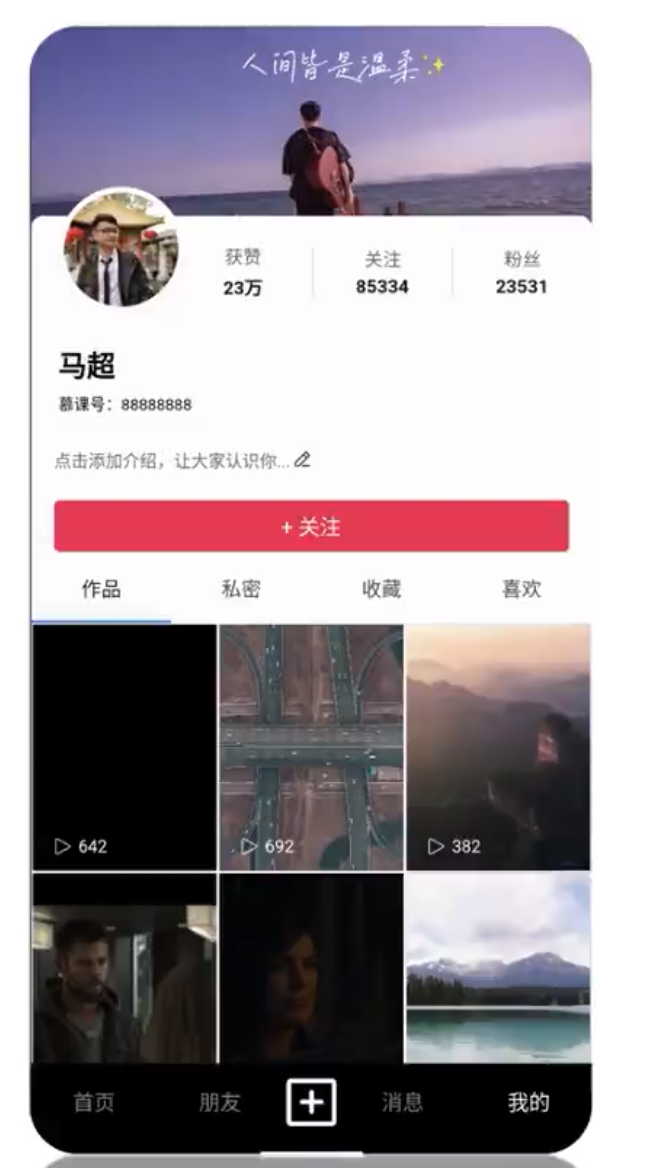 人间皆是温柔✨
获赞 关注 粉丝
23万 85334 23531
马超
慕课号：88888888
点击添加介绍，让大家认识你...
+ 关注
作品 私密 收藏 喜欢
642 692 382
首页 朋友 消息 我的